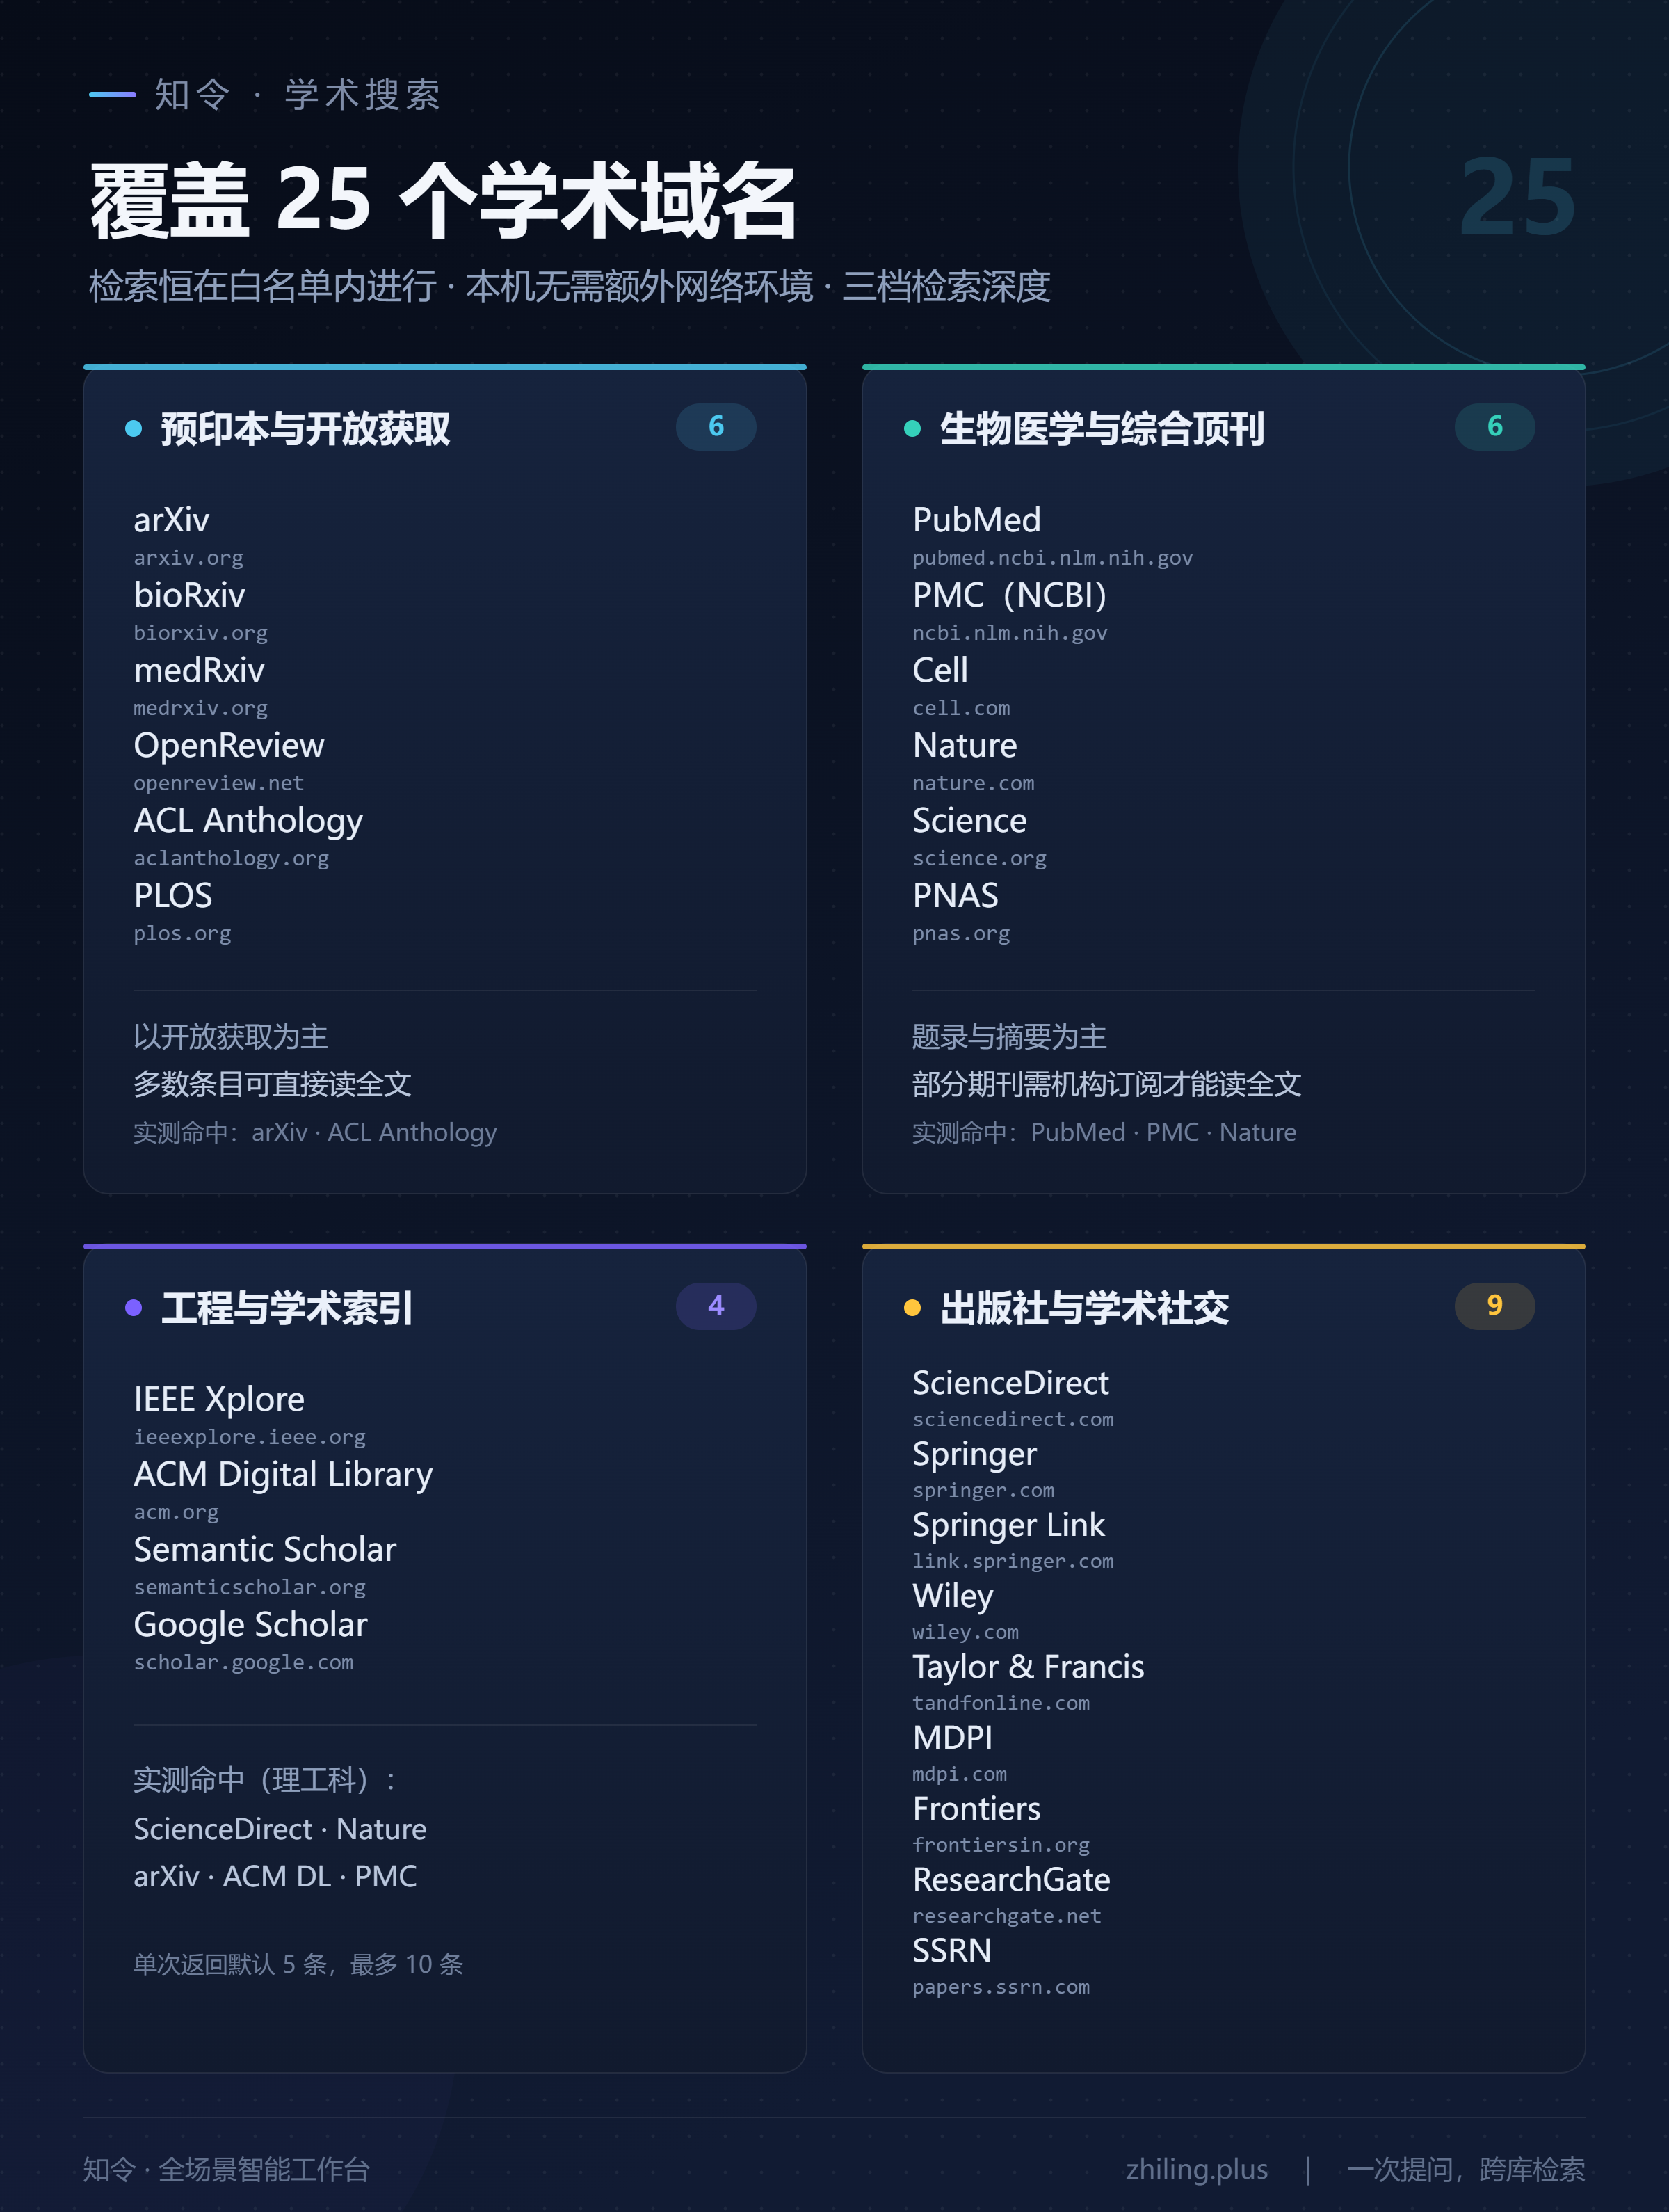 知令 · 学术搜索
覆盖 25 个学术域名
25
检索恒在白名单内进行 · 本机无需额外网络环境 · 三档检索深度
预印本与开放获取
6
arXiv
arxiv.org
bioRxiv
biorxiv.org
medRxiv
medrxiv.org
OpenReview
openreview.net
ACL Anthology
aclanthology.org
PLOS
plos.org
以开放获取为主
多数条目可直接读全文
实测命中：arXiv · ACL Anthology
生物医学与综合顶刊
6
PubMed
pubmed.ncbi.nlm.nih.gov
PMC（NCBI）
ncbi.nlm.nih.gov
Cell
cell.com
Nature
nature.com
Science
science.org
PNAS
pnas.org
题录与摘要为主
部分期刊需机构订阅才能读全文
实测命中：PubMed · PMC · Nature
工程与学术索引
4
IEEE Xplore
ieeexplore.ieee.org
ACM Digital Library
acm.org
Semantic Scholar
semanticscholar.org
Google Scholar
scholar.google.com
实测命中（理工科）：
ScienceDirect · Nature
arXiv · ACM DL · PMC
单次返回默认 5 条，最多 10 条
出版社与学术社交
9
ScienceDirect
sciencedirect.com
Springer
springer.com
Springer Link
link.springer.com
Wiley
wiley.com
Taylor & Francis
tandfonline.com
MDPI
mdpi.com
Frontiers
frontiersin.org
ResearchGate
researchgate.net
SSRN
papers.ssrn.com
知令 · 全场景智能工作台
zhiling.plus ｜ 一次提问，跨库检索